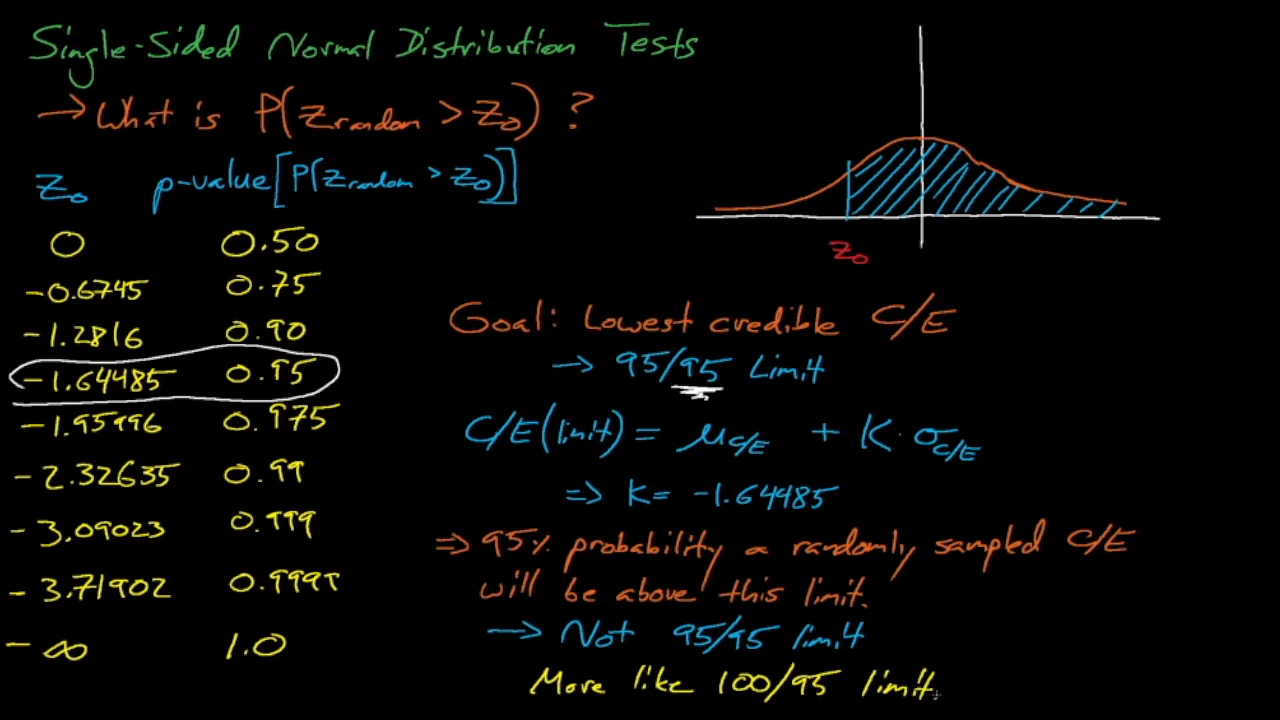 Single-Sided Normal Distribution Tests
→ What is P(Zrandom > Z0) ?
Z0 p-value[P(Zrandom > Z0)]
0 0.50
-0.6745 0.75
-1.2816 0.90
-1.64485 0.95
-1.95996 0.975
-2.32635 0.99
-3.09023 0.999
-3.71902 0.9999
-∞ 1.0
Z0
Goal: Lowest credible C/E
→ 95/95 Limit
C/E(limit) = μC/E + K·σC/E
⇒ K = -1.64485
⇒ 95% probability a randomly sampled C/E
will be above this limit.
→ Not 95/95 limit
More like 100/95 limit.